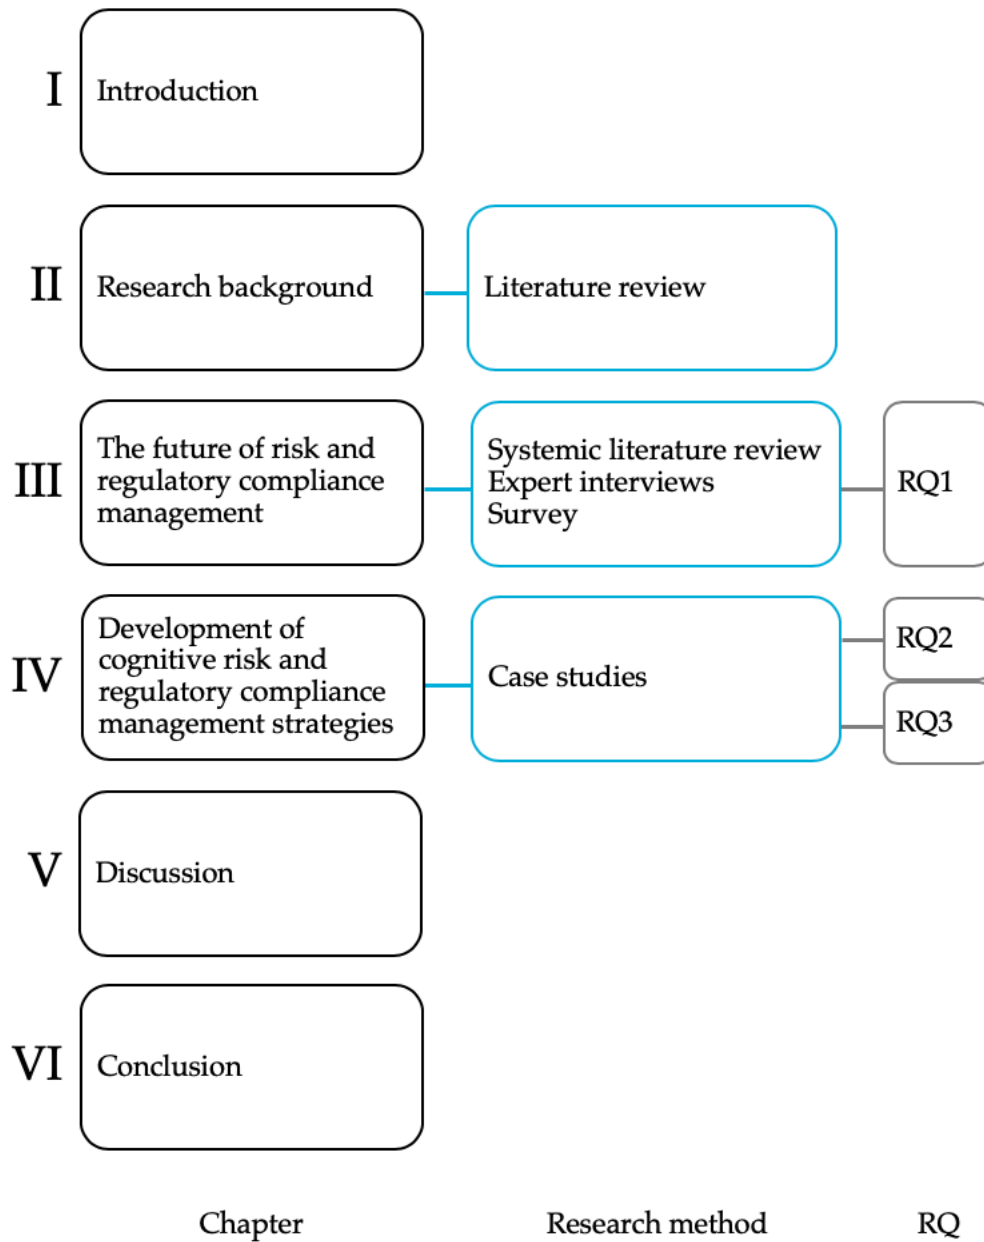 I
Introduction
II
Research background
Literature review
III
The future of risk and
regulatory compliance
management
Systemic literature review
Expert interviews
Survey
RQ1
IV
Development of
cognitive risk and
regulatory compliance
management strategies
Case studies
RQ2
RQ3
V
Discussion
VI
Conclusion
Chapter
Research method
RQ